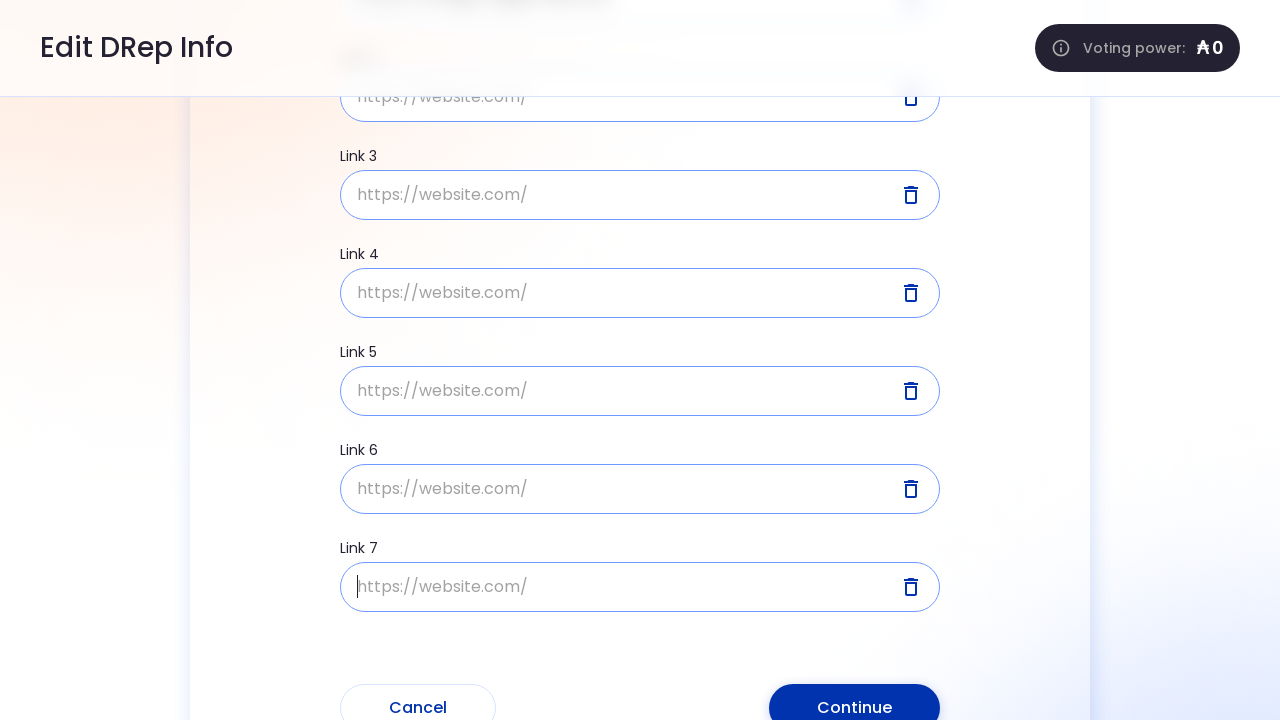 Edit DRep Info
Voting power: ₳0
https://website.com/
Link 3
https://website.com/
Link 4
https://website.com/
Link 5
https://website.com/
Link 6
https://website.com/
Link 7
https://website.com/
Cancel
Continue